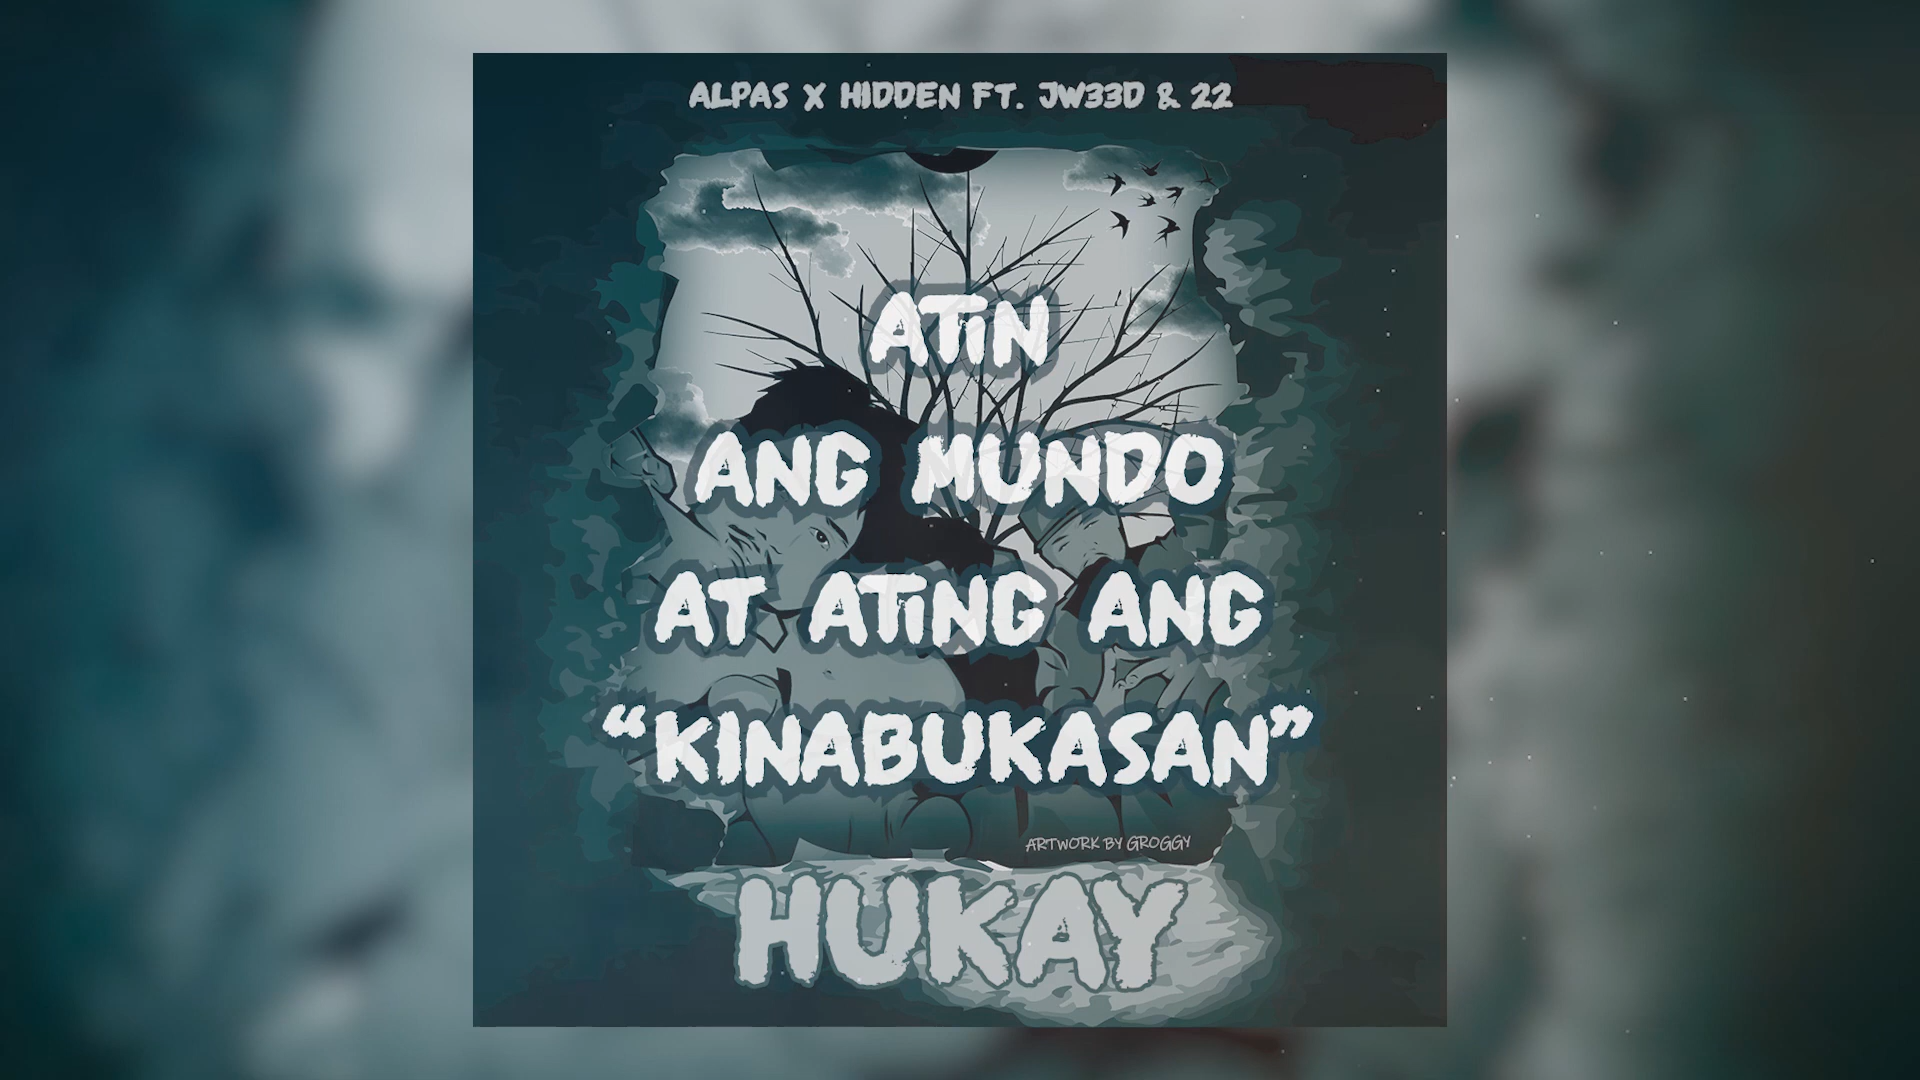 ALPAS X HIDDEN FT. JW33D & 22
ATIN
ANG MUNDO
AT ATING ANG
“KINABUKASAN”
ARTWORK BY GROGGY
HUKAY